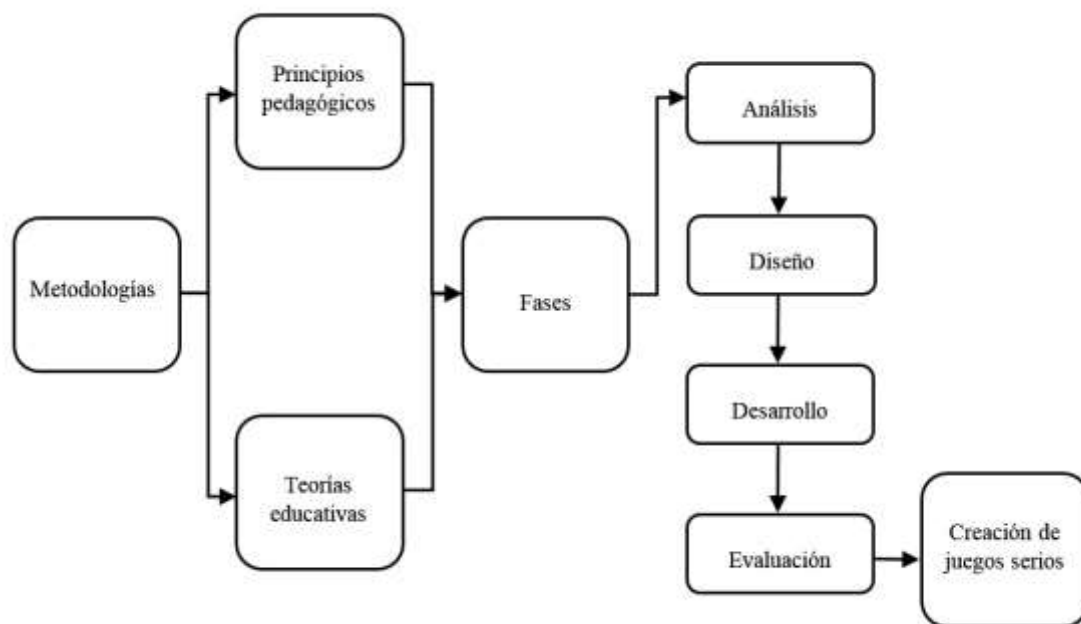 Metodologías
Principios
pedagógicos
Teorías
educativas
Fases
Análisis
Diseño
Desarrollo
Evaluación
Creación de
juegos serios